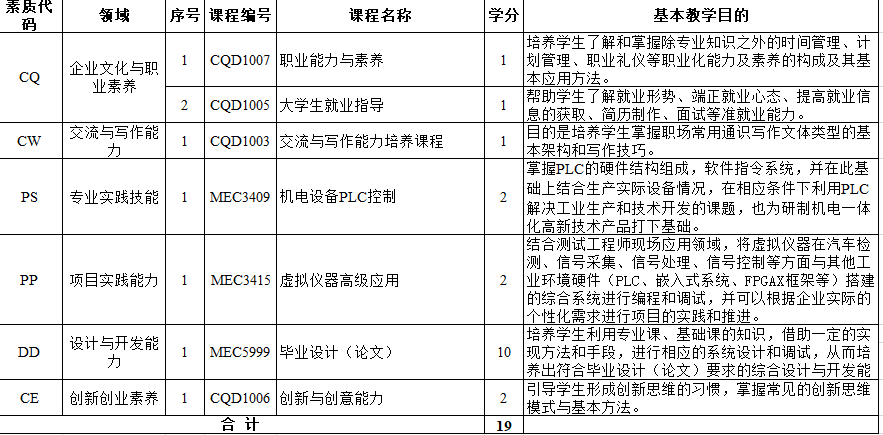 素质代码 领域 序号 课程编号 课程名称 学分 基本教学目的
CQ 企业文化与职业素养 1 CQD1007 职业能力与素养 1 培养学生了解和掌握除专业知识之外的时间管理、计
划管理、职业礼仪等职业化能力及素养的构成及其基
本应用方法。
2 CQD1005 大学生就业指导 1 帮助学生了解就业形势、端正就业心态、提高就业信
息的获取、简历制作、面试等准就业能力。
CW 交流与写作能力 1 CQD1003 交流与写作能力培养课程 1 目的是培养学生掌握职场常用通识写作文体类型的基
本架构和写作技巧。
PS 专业实践技能 1 MEC3409 机电设备PLC控制 2 掌握PLC的硬件结构组成，软件指令系统，并在此基
础上结合生产实际设备情况，在相应条件下利用PLC
解决工业生产和技术开发的课题，也为研制机电一体
化高新技术产品打下基础。
PP 项目实践能力 1 MEC3415 虚拟仪器高级应用 2 结合测试工程师现场应用领域，将虚拟仪器在汽车检
测、信号采集、信号处理、信号控制等方面与其他工
业环境硬件（PLC、嵌入式系统、FPGAX框架等）搭建
的综合系统进行编程和调试，并可以根据企业实际的
个性化需求进行项目的实践和推进。
DD 设计与开发能力 1 MEC5999 毕业设计（论文） 10 培养学生利用专业课、基础课的知识，借助一定的实
现方法和手段，进行相应的系统设计和调试，从而培
养出符合毕业设计（论文）要求的综合设计与开发能
CE 创新创业素养 1 CQD1006 创新与创意能力 2 引导学生形成创新思维的习惯，掌握常见的创新思维
模式与基本方法。
合 计 19